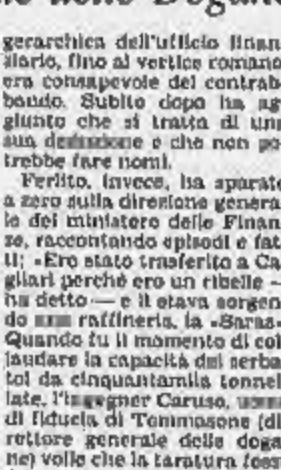 gerarchica dell'ufficio finan
ziario, fino al vertice romano
era consapevole del contrab
bando. Subito dopo ha ag
giunto che si tratta di una
sua deduzione e che non po
trebbe fare nomi.
Ferlito, invece, ha sparato
a zero sulla direzione genera
le del ministero delle Finan
ze, raccontando episodi e fat
ti; «Ero stato trasferito a Ca
gliari perché ero un ribelle —
ha detto — e lì stava sorgen
do una raffineria, la «Saras».
Quando fu il momento di col
laudare la capacità dei serba
toi da cinquantamila tonnel
late, l'ingegner Caruso, uomo
di fiducia di Tommasone (di
rettore generale delle doga
ne) volle che la taratura foss